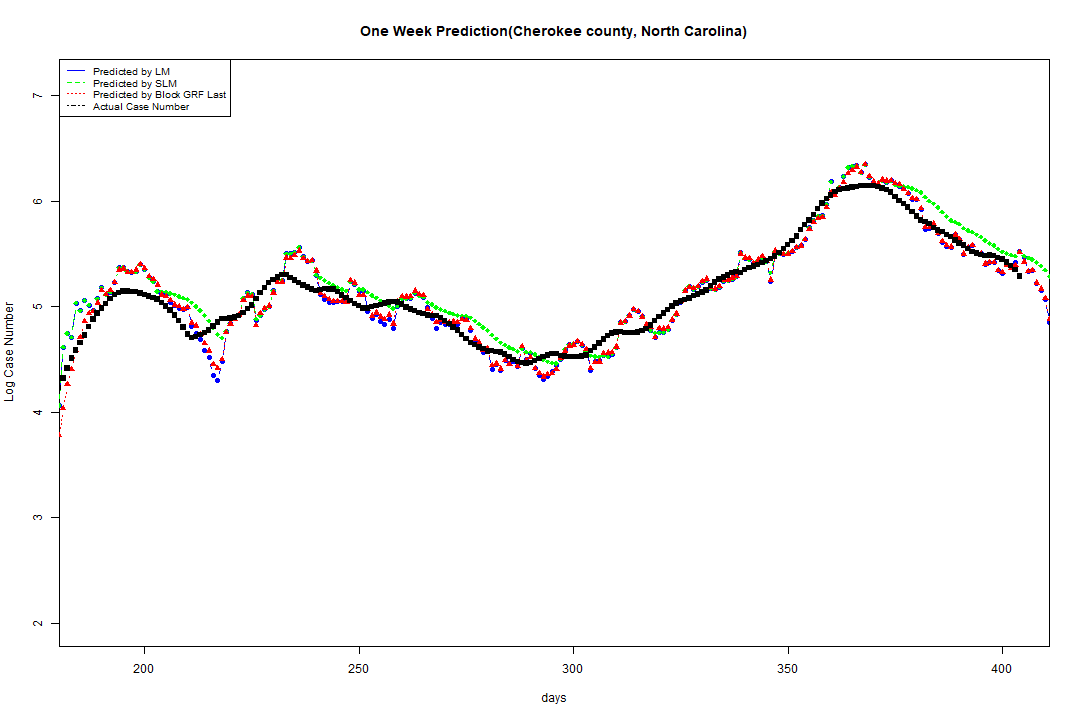 One Week Prediction(Cherokee county, North Carolina)
Predicted by LM
Predicted by SLM
Predicted by Block GRF Last
Actual Case Number
7
6
5
4
3
2
Log Case Number
200 250 300 350 400
days